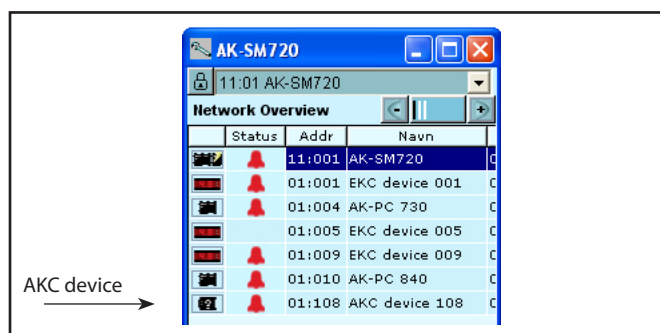 AK-SM720
11:01 AK-SM720
Network Overview
Status Addr Navn
11:001 AK-SM720
01:001 EKC device 001
01:004 AK-PC 730
01:005 EKC device 005
01:009 EKC device 009
01:010 AK-PC 840
AKC device
01:108 AKC device 108